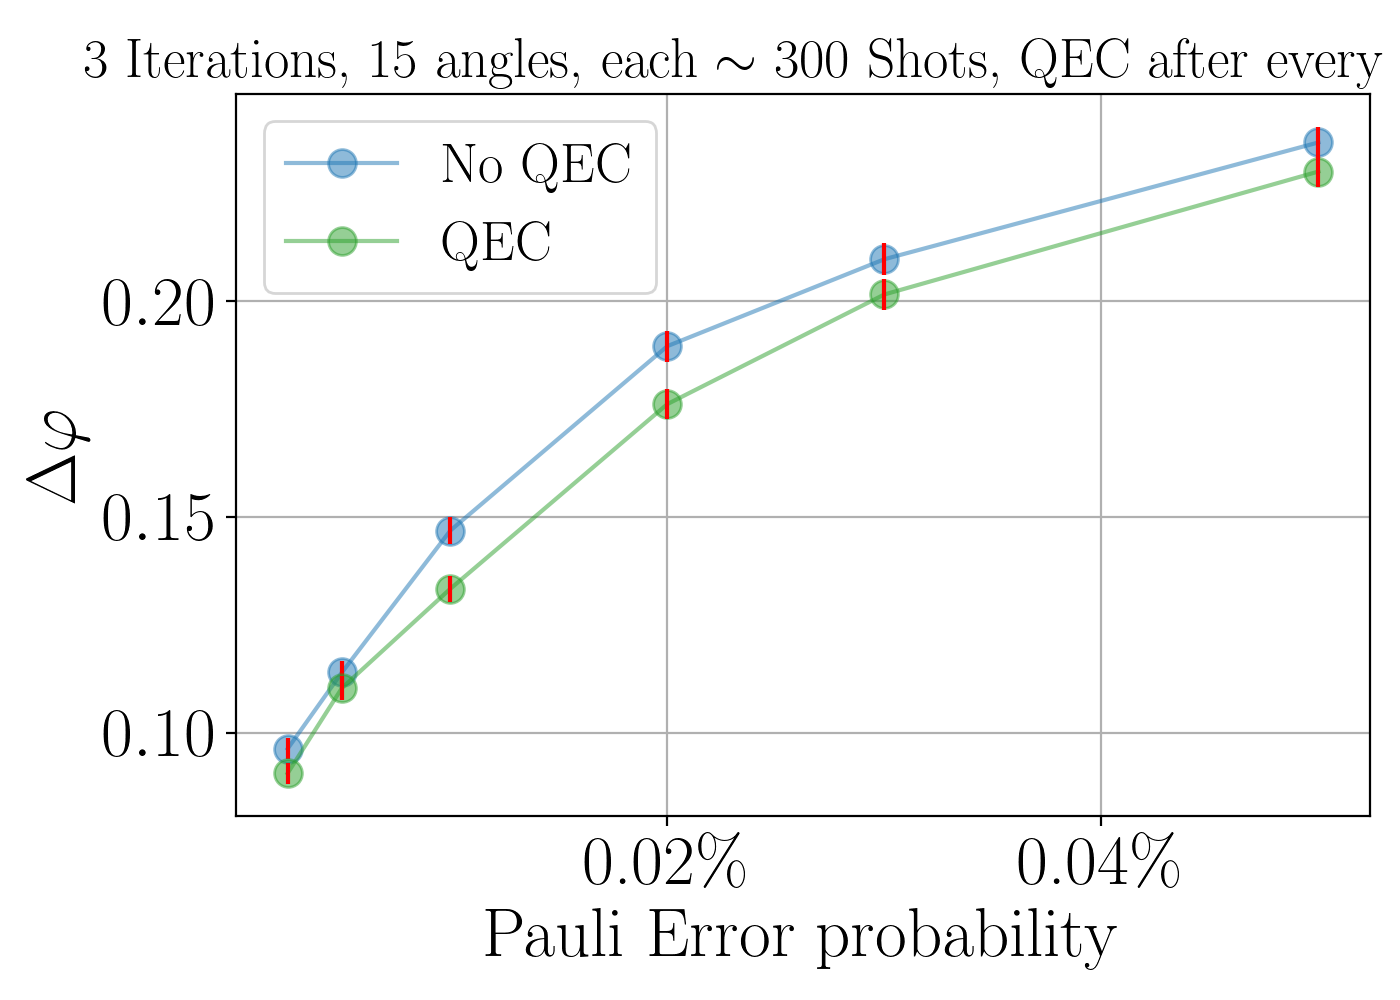 3 Iterations, 15 angles, each ∼ 300 Shots, QEC after every
No QEC
QEC
0.20
0.15
0.10
Δφ
0.02%
0.04%
Pauli Error probability